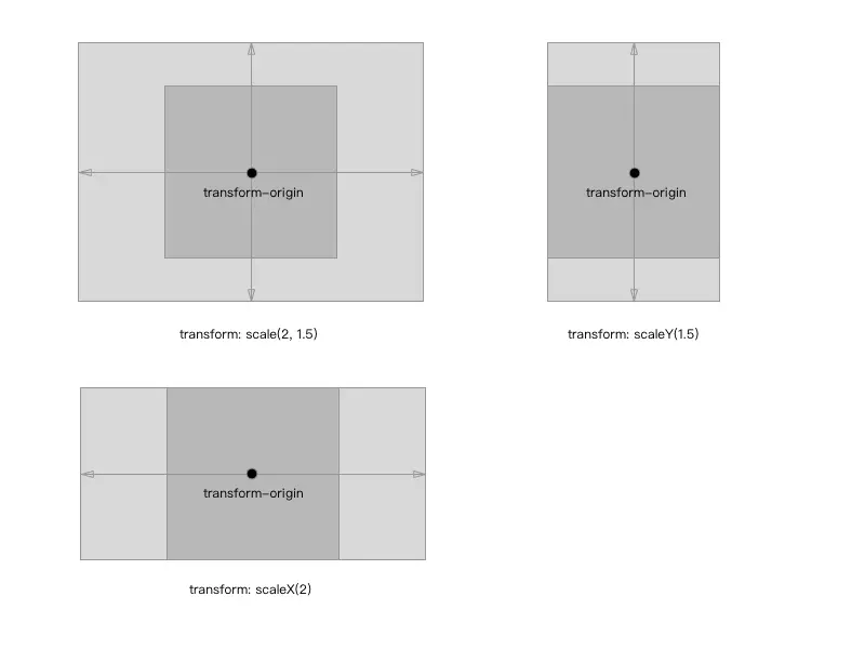 transform-origin
transform: scale(2, 1.5)
transform-origin
transform: scaleY(1.5)
transform-origin
transform: scaleX(2)